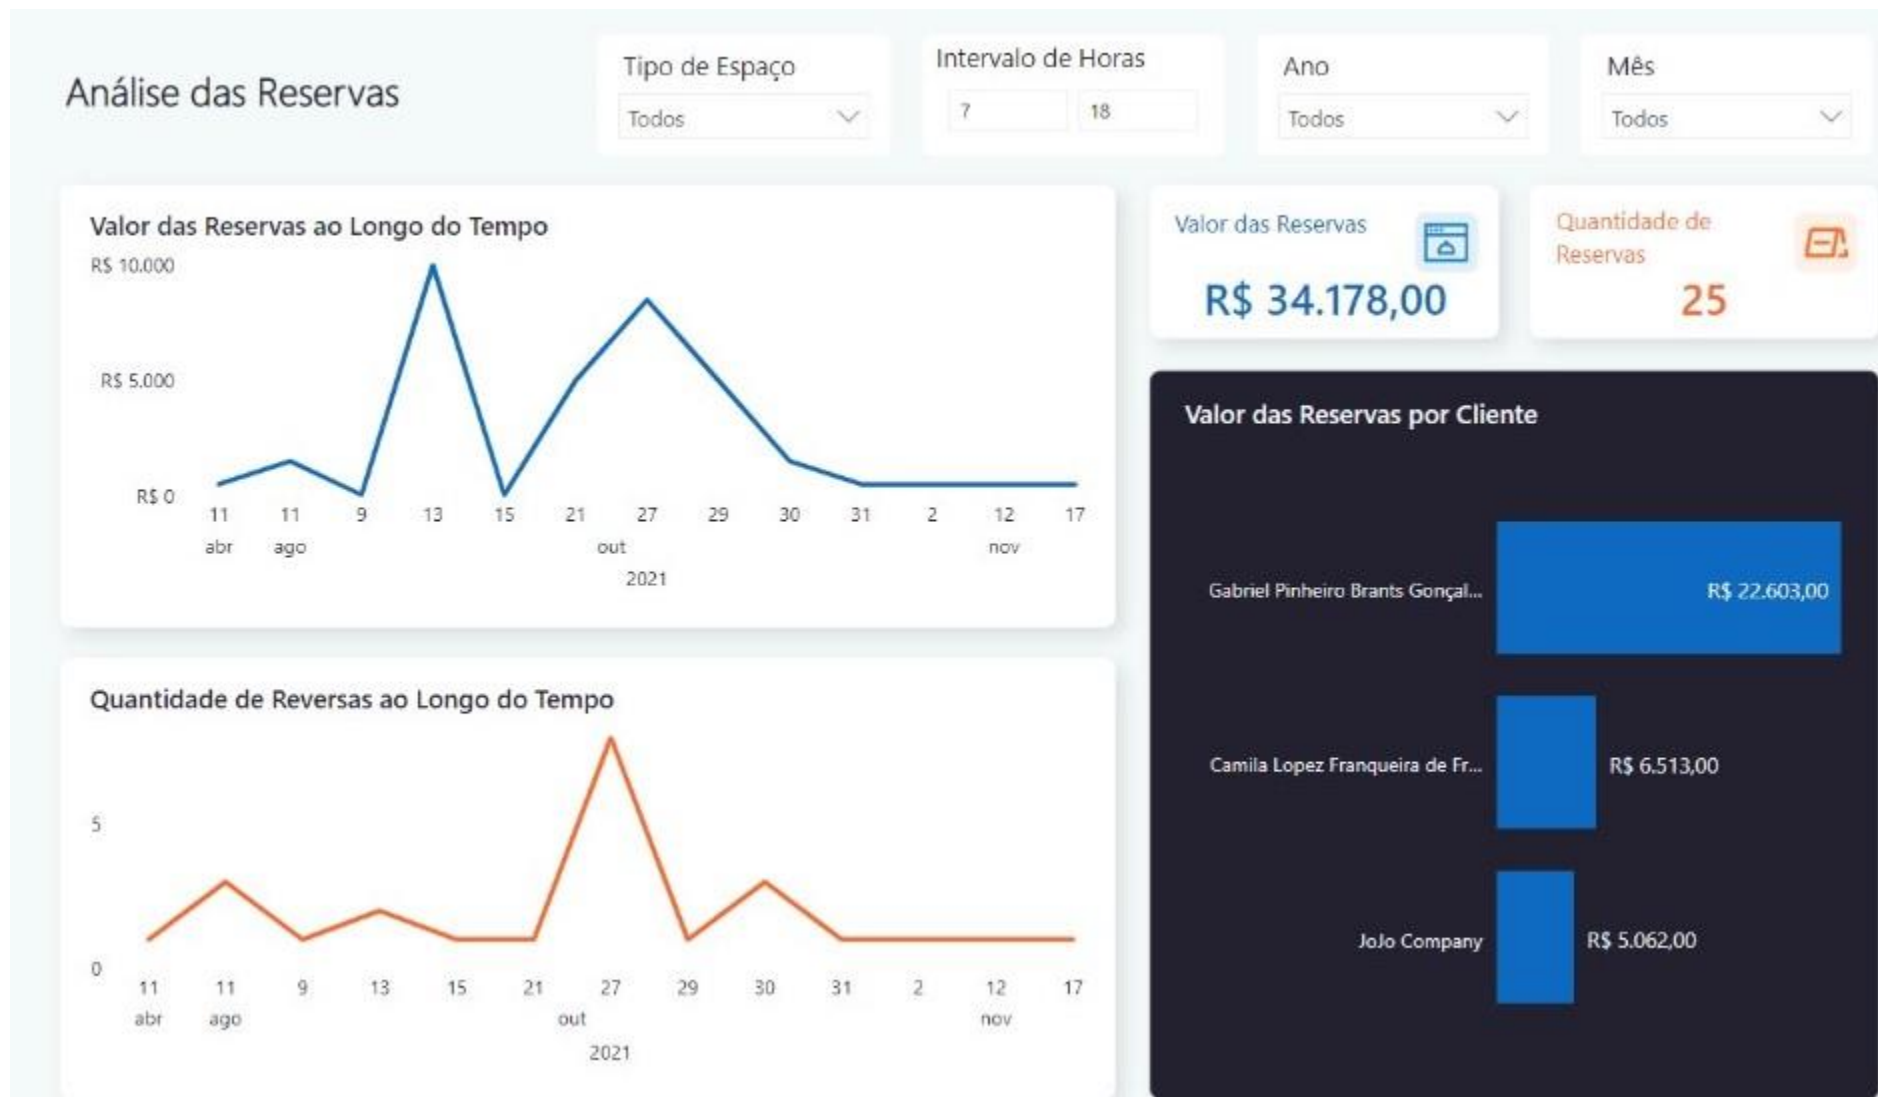 Análise das Reservas
Tipo de Espaço
Todos
Intervalo de Horas
7 18
Ano
Todos
Mês
Todos
Valor das Reservas ao Longo do Tempo
R$ 10.000
R$ 5.000
R$ 0
11 11 9 13 15 21 27 29 30 31 2 12 17
abr ago out nov
2021
Valor das Reservas
R$ 34.178,00
Quantidade de
Reservas
25
Quantidade de Reversas ao Longo do Tempo
5
0
11 11 9 13 15 21 27 29 30 31 2 12 17
abr ago out nov
2021
Valor das Reservas por Cliente
Gabriel Pinheiro Brants Gonçal... R$ 22.603,00
Camila Lopez Franqueira de Fr... R$ 6.513,00
JoJo Company R$ 5.062,00